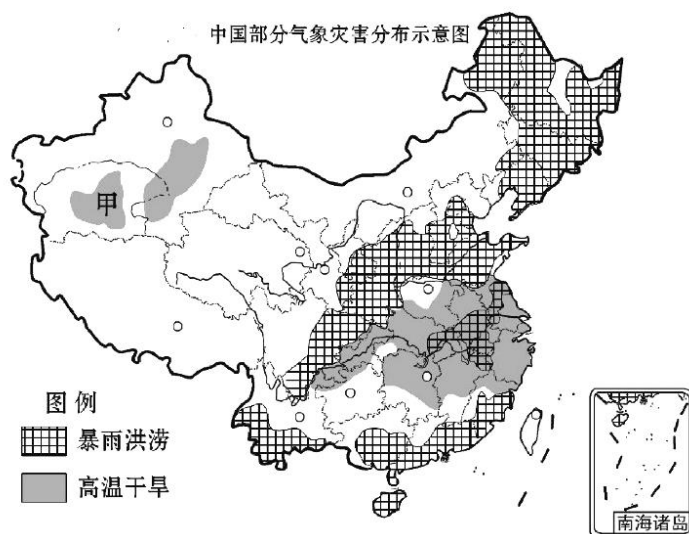 中国部分气象灾害分布示意图
甲
图例
暴雨洪涝
高温干旱
南海诸岛